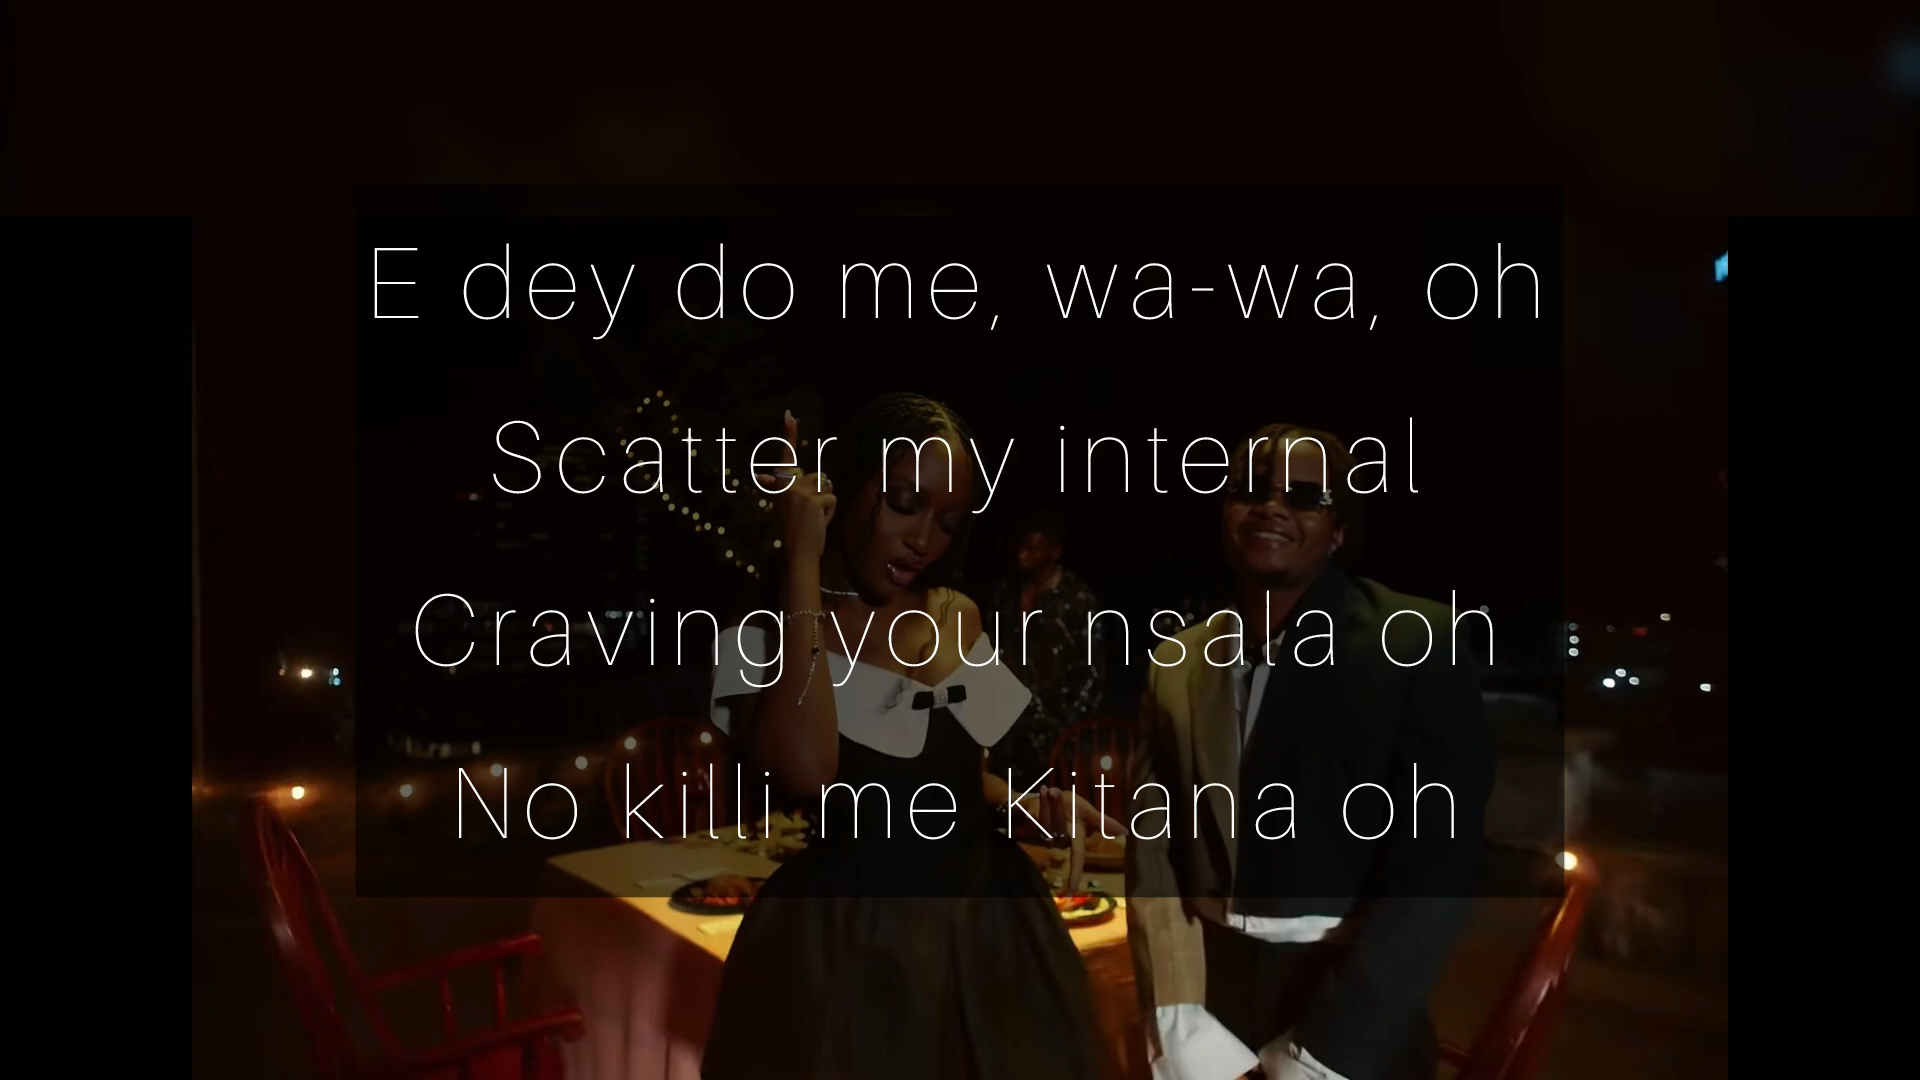 E dey do me, wa-wa, oh
Scatter my internal
Craving your nsala oh
No killi me Kitana oh